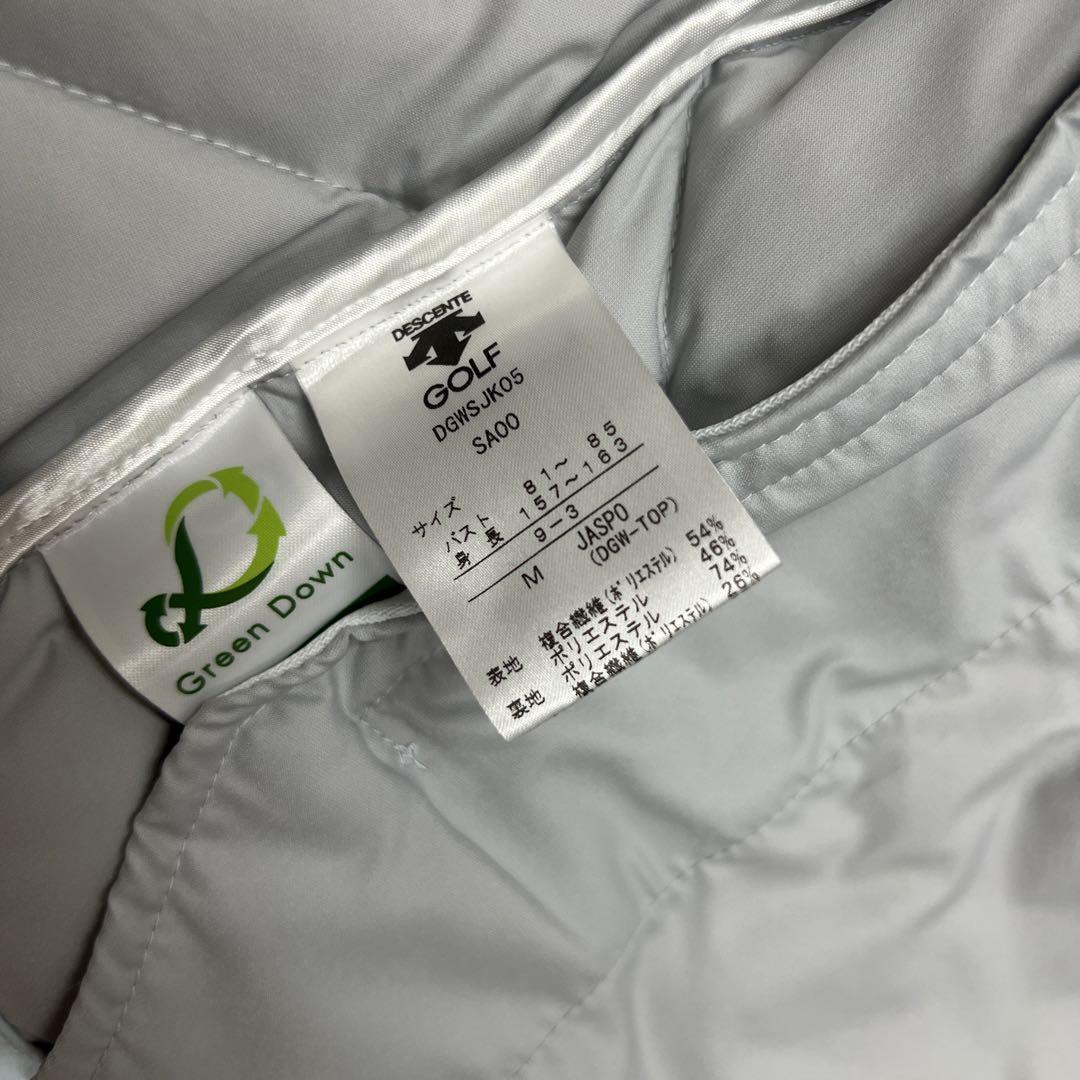 DESCENTE
GOLF
DGWSJK05
SA00
サイズ
バスト 81～ 85
身 長 157～163
9-3
M JASPO
(DGW-TOP)
表地 複合繊維(ポリエステル) 54%
ポリエステル 46%
裏地 ポリエステル 74%
複合繊維(ポリエステル) 26%
Green Down